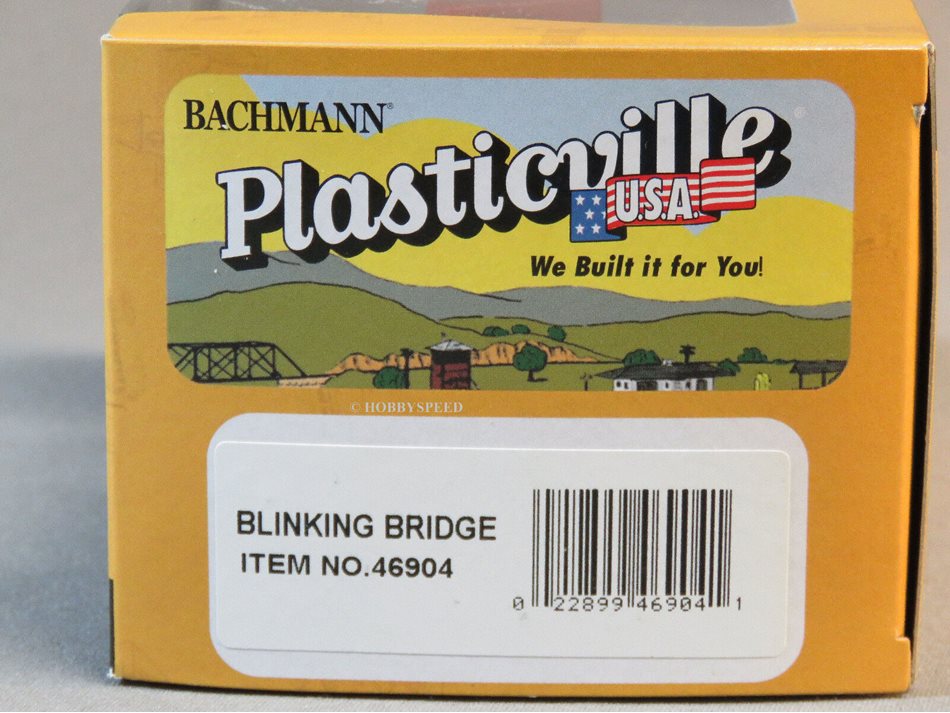 BACHMANN®
Plasticville®
U.S.A.
We Built it for You!
© HOBBYSPEED
BLINKING BRIDGE
ITEM NO.46904
0 22899 46904 1